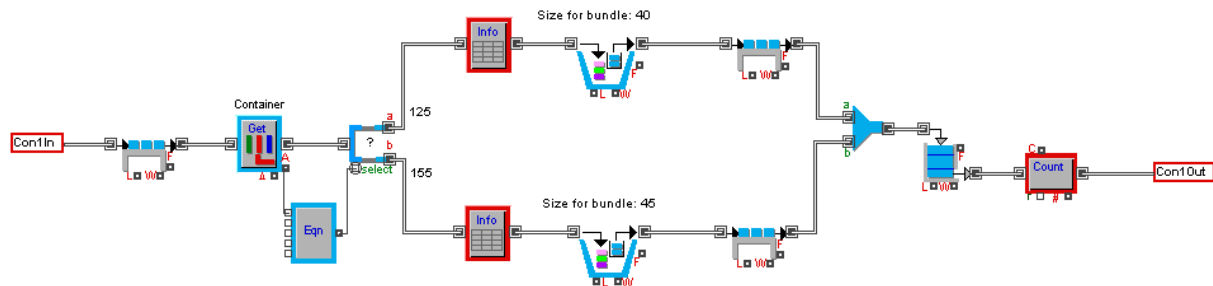 Size for bundle: 40
Info
F
L W
F
L W
a
125
Container
Get
A
A
Con1In
F
L W
?
a
b
select
155
Eqn
a
b
F
L W
C
Count
#
Con1Out
Size for bundle: 45
Info
F
L W
F
L W